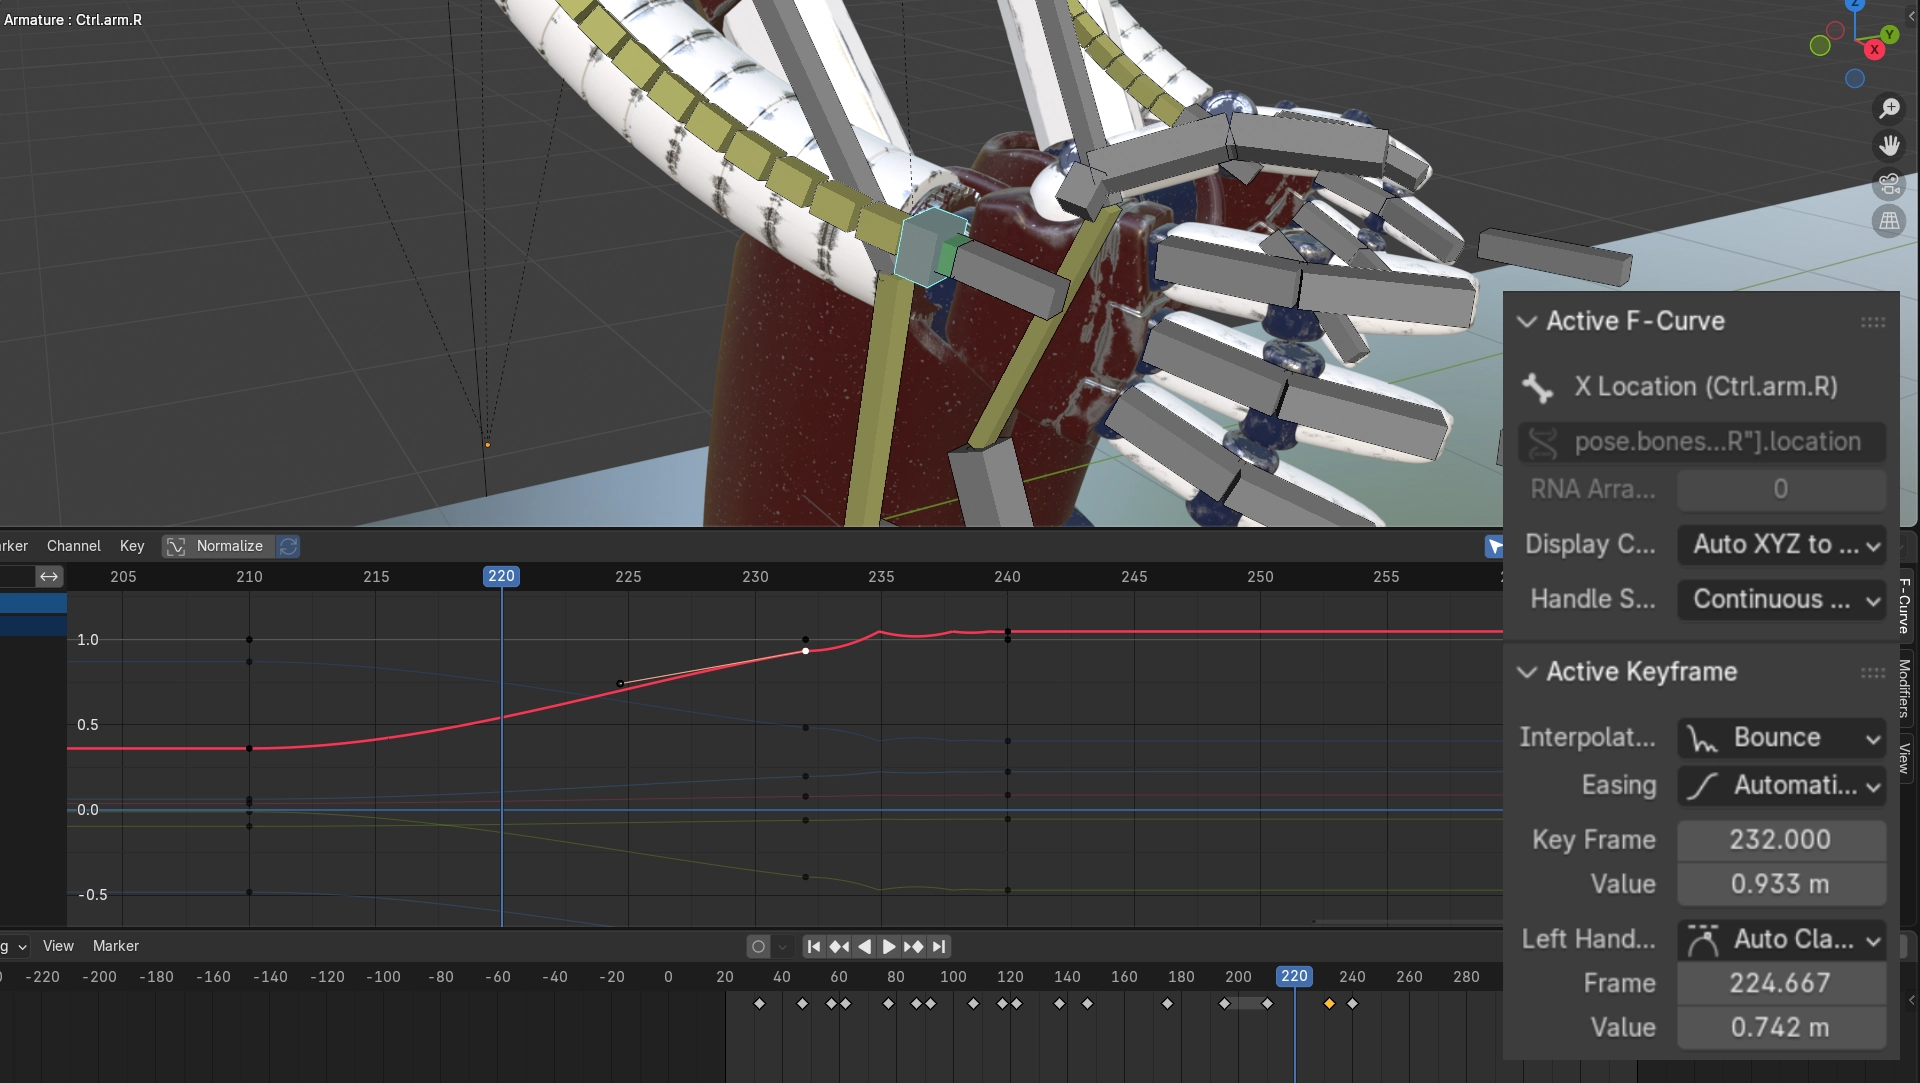 Armature : Ctrl.arm.R
Z
Y
X
Active F-Curve
X Location (Ctrl.arm.R)
pose.bones...R"].location
RNA Arra... 0
Display C... Auto XYZ to ...
Handle S... Continuous ...
Active Keyframe
Interpolat... Bounce
Easing Automati...
Key Frame 232.000
Value 0.933 m
Left Hand... Auto Cla...
Frame 224.667
Value 0.742 m
F-Curve
Modifiers
View
rker Channel Key Normalize
205 210 215 220 225 230 235 240 245 250 255
1.0
0.5
0.0
-0.5
g View Marker
0 -220 -200 -180 -160 -140 -120 -100 -80 -60 -40 -20 0 20 40 60 80 100 120 140 160 180 200 220 240 260 280